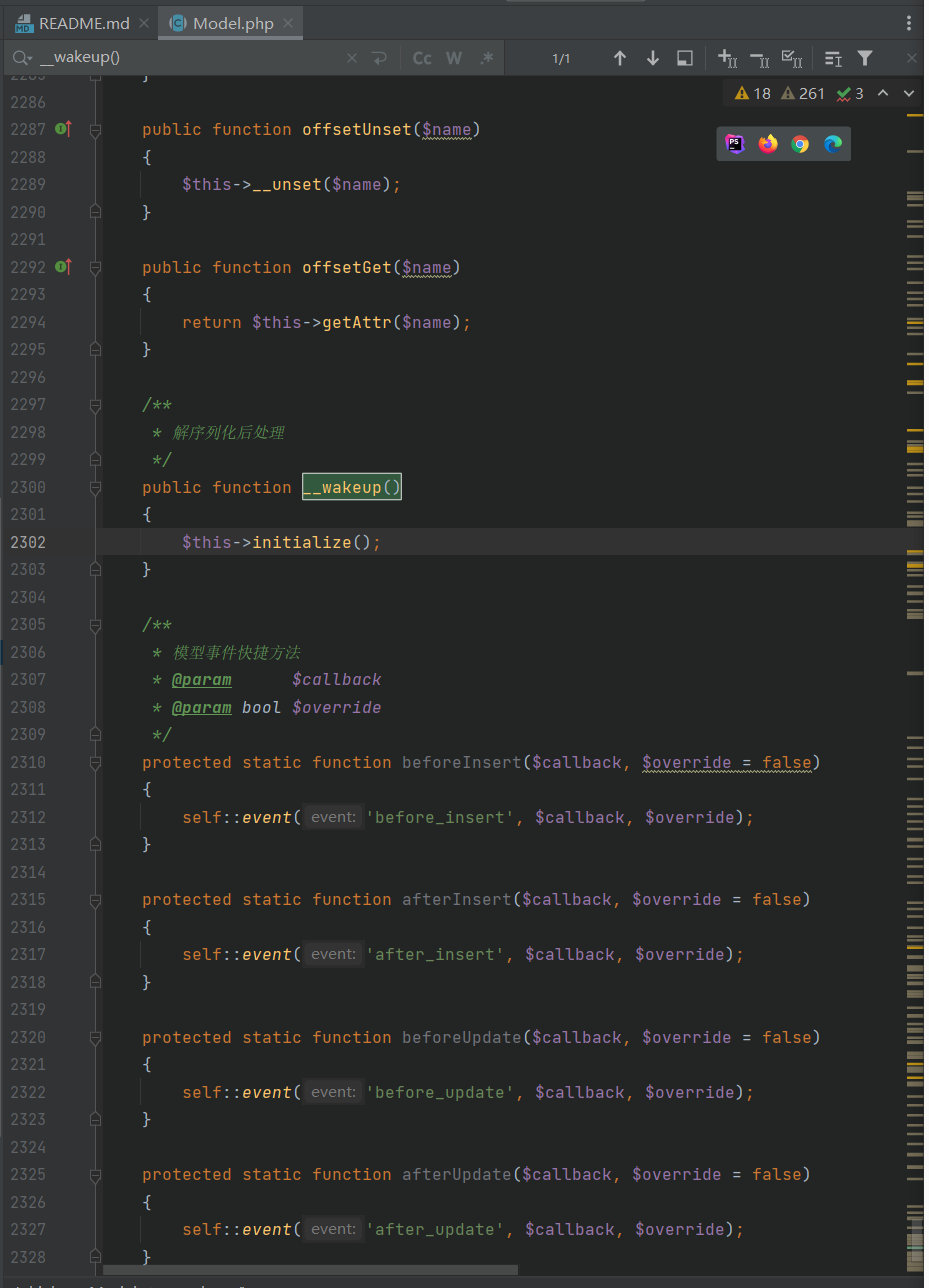 README.md
Model.php
__wakeup()
Cc W .*
1/1
18 261 3
2286
2287 public function offsetUnset($name)
2288 {
2289 $this->__unset($name);
2290 }
2291
2292 public function offsetGet($name)
2293 {
2294 return $this->getAttr($name);
2295 }
2296
2297 /**
2298 * 解序列化后处理
2299 */
2300 public function __wakeup()
2301 {
2302 $this->initialize();
2303 }
2304
2305 /**
2306 * 模型事件快捷方法
2307 * @param $callback
2308 * @param bool $override
2309 */
2310 protected static function beforeInsert($callback, $override = false)
2311 {
2312 self::event( event: 'before_insert', $callback, $override);
2313 }
2314
2315 protected static function afterInsert($callback, $override = false)
2316 {
2317 self::event( event: 'after_insert', $callback, $override);
2318 }
2319
2320 protected static function beforeUpdate($callback, $override = false)
2321 {
2322 self::event( event: 'before_update', $callback, $override);
2323 }
2324
2325 protected static function afterUpdate($callback, $override = false)
2326 {
2327 self::event( event: 'after_update', $callback, $override);
2328 }